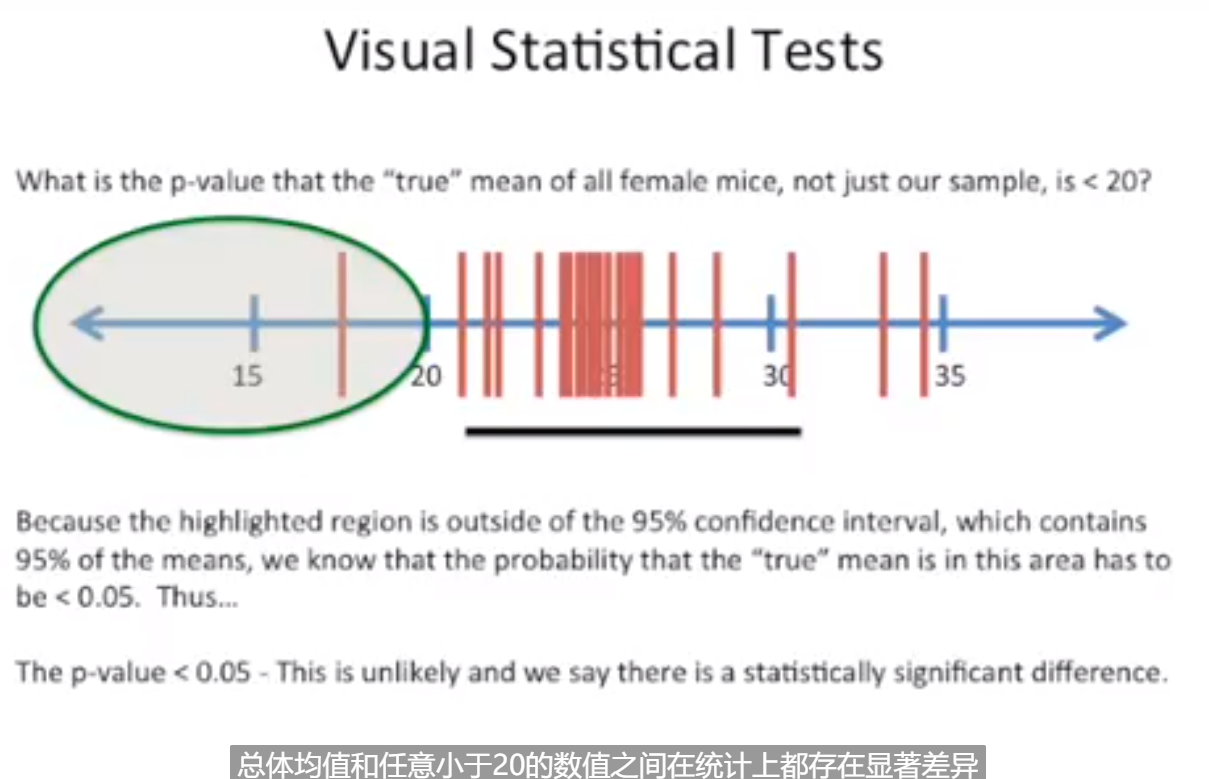 Visual Statistical Tests
What is the p-value that the “true” mean of all female mice, not just our sample, is < 20?
15 20 30 35
Because the highlighted region is outside of the 95% confidence interval, which contains
95% of the means, we know that the probability that the “true” mean is in this area has to
be < 0.05.  Thus...
The p-value < 0.05 - This is unlikely and we say there is a statistically significant difference.
总体均值和任意小于20的数值之间在统计上都存在显著差异